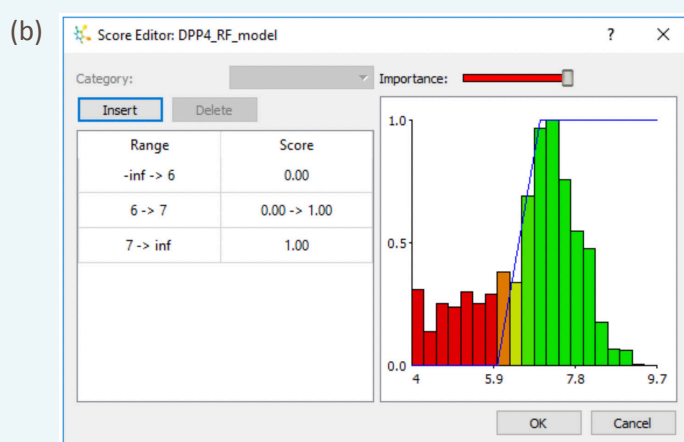 (b)
Score Editor: DPP4_RF_model
? X
Category:
Importance:
Insert Delete
Range Score
-inf -> 6 0.00
6 -> 7 0.00 -> 1.00
7 -> inf 1.00
1.0
0.5
0.0
4 5.9 7.8 9.7
OK Cancel